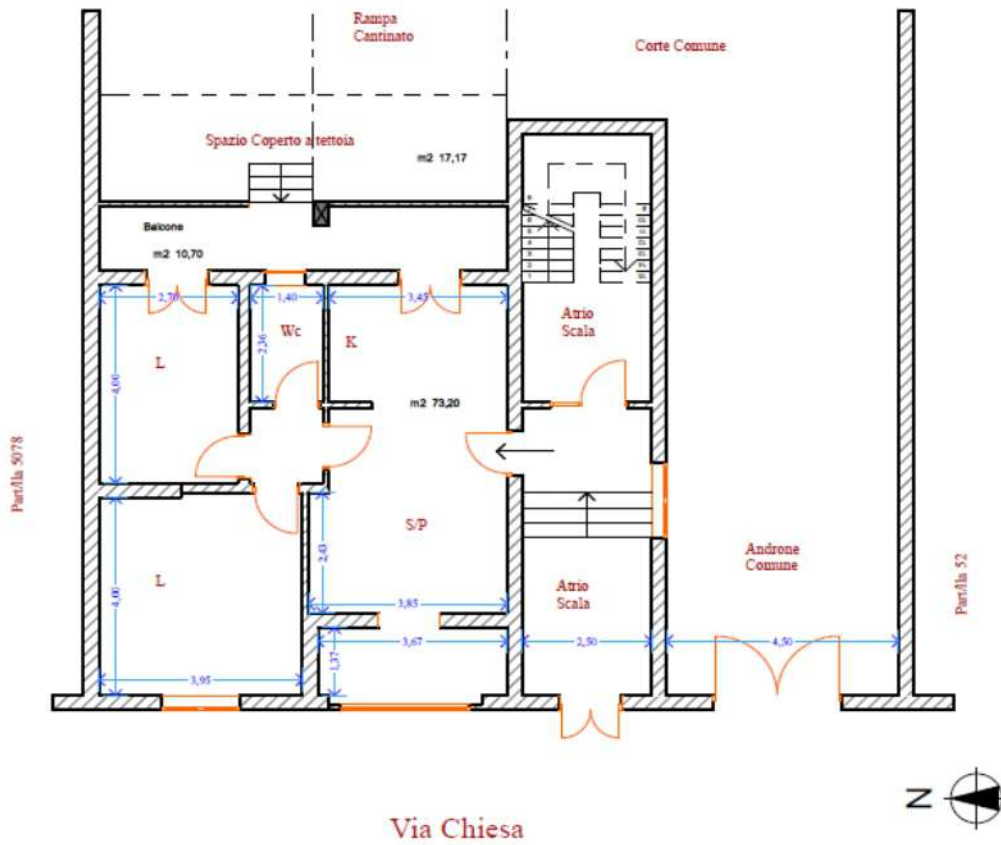 Rampa
Cantinato
Corte Comune
Spazio Coperto a tettoia
m2 17,17
Balcone
m2 10,70
2,70
1,40
3,45
Wc
K
2,36
Atrio
Scala
L
4,00
m2 73,20
Part/lla 5078
S/P
2,43
L
4,00
Androne
Comune
Part/lla 52
Atrio
Scala
3,85
3,67
1,37
2,50
4,50
3,95
N
Via Chiesa